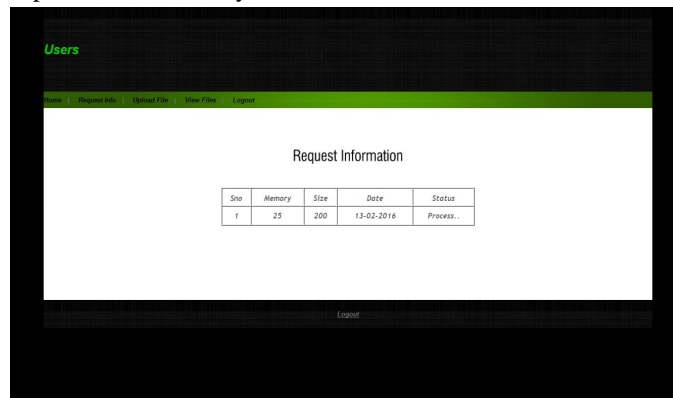 Users
Home | Request Info | Upload File | View Files | Logout
Request Information
Sno Memory Size Date Status
1 25 200 13-02-2016 Process..
Logout